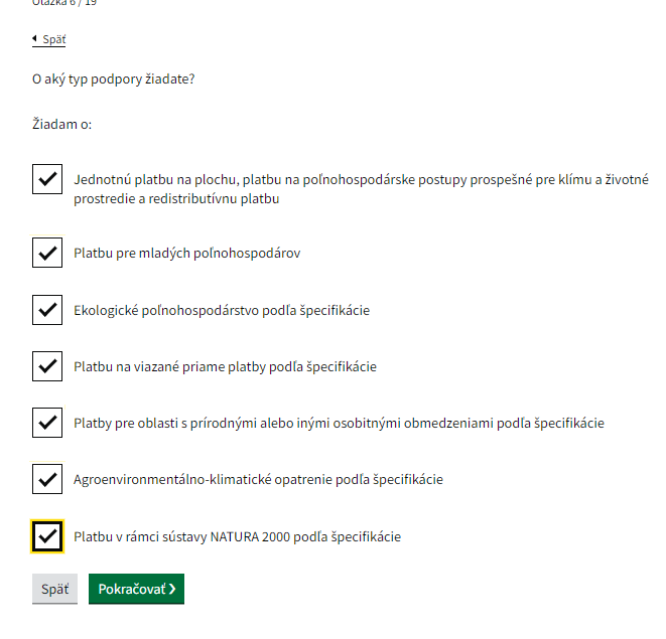 Otázka 6 / 19
Späť
O aký typ podpory žiadate?
Žiadam o:
Jednotnú platbu na plochu, platbu na poľnohospodárske postupy prospešné pre klímu a životné
prostredie a redistributívnu platbu
Platbu pre mladých poľnohospodárov
Ekologické poľnohospodárstvo podľa špecifikácie
Platbu na viazané priame platby podľa špecifikácie
Platby pre oblasti s prírodnými alebo inými osobitnými obmedzeniami podľa špecifikácie
Agroenvironmentálno-klimatické opatrenie podľa špecifikácie
Platbu v rámci sústavy NATURA 2000 podľa špecifikácie
Späť Pokračovať